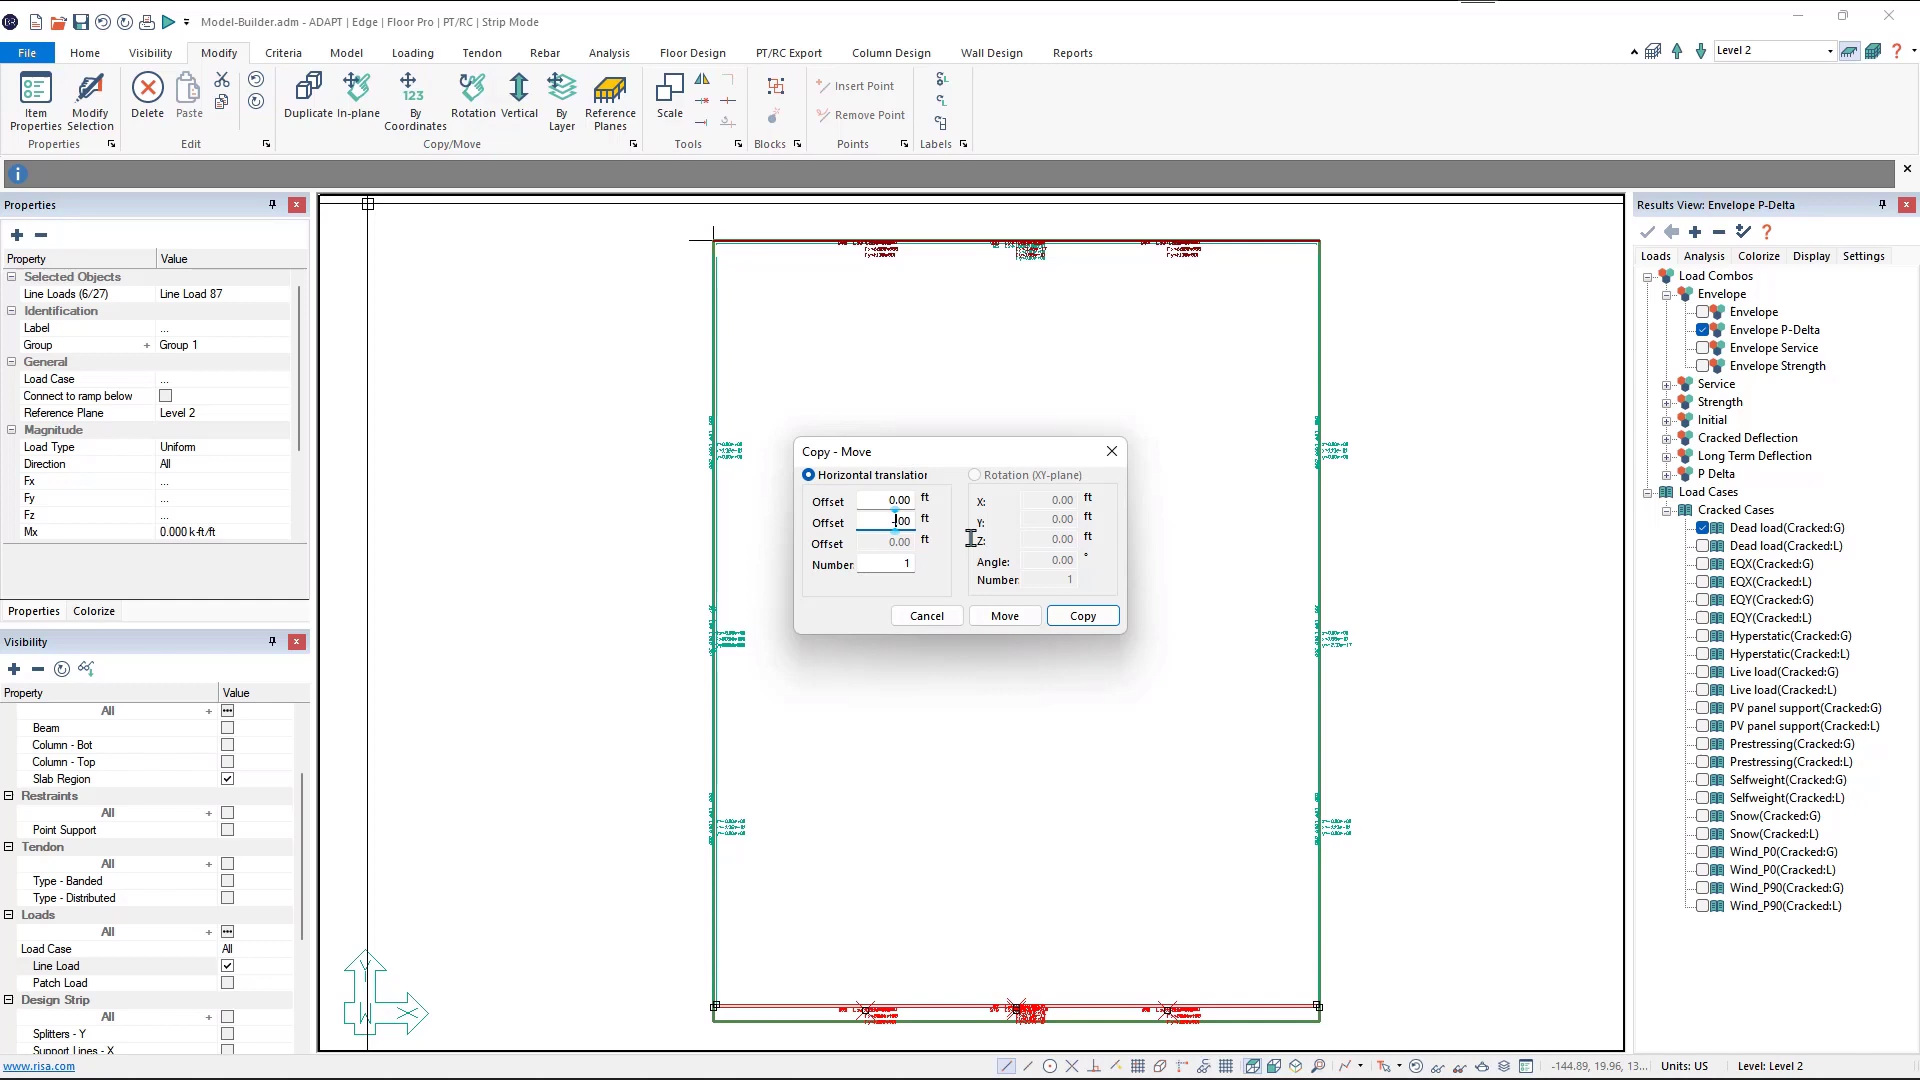 Model-Builder.adm - ADAPT | Edge | Floor Pro | PT/RC | Strip Mode
File Home Visibility Modify Criteria Model Loading Tendon Rebar Analysis Floor Design PT/RC Export Column Design Wall Design Reports Level 2
Item Properties
Modify Selection
Properties
Delete
Paste
Edit
Duplicate
In-plane
By Coordinates
Rotation
Vertical
By Layer
Reference Planes
Copy/Move
Scale
Tools
Blocks
Insert Point
Remove Point
Points
Labels
Properties
Property Value
Selected Objects
Line Loads (6/27) Line Load 87
Identification
Label ...
Group + Group 1
General
Load Case ...
Connect to ramp below
Reference Plane Level 2
Magnitude
Load Type Uniform
Direction All
Fx ...
Fy ...
Fz ...
Mx 0.000 k-ft/ft
Properties Colorize
Visibility
Property Value
All +
Beam
Column - Bot
Column - Top
Slab Region
Restraints
All +
Point Support
Tendon
All +
Type - Banded
Type - Distributed
Loads
All +
Load Case All
Line Load
Patch Load
Design Strip
All +
Splitters - Y
Support Lines - X
www.risa.com
Copy - Move
Horizontal translation
Offset 0.00 ft
Offset ft
Offset 0.00 ft
Number 1
Rotation (XY-plane)
X: 0.00 ft
Y: 0.00 ft
Z: 0.00 ft
Angle: 0.00 °
Number 1
Cancel Move Copy
Y
X
Results View: Envelope P-Delta
Loads Analysis Colorize Display Settings
Load Combos
Envelope
Envelope
Envelope P-Delta
Envelope Service
Envelope Strength
Service
Strength
Initial
Cracked Deflection
Long Term Deflection
P Delta
Load Cases
Cracked Cases
Dead load(Cracked:G)
Dead load(Cracked:L)
EQX(Cracked:G)
EQX(Cracked:L)
EQY(Cracked:G)
EQY(Cracked:L)
Hyperstatic(Cracked:G)
Hyperstatic(Cracked:L)
Live load(Cracked:G)
Live load(Cracked:L)
PV panel support(Cracked:G)
PV panel support(Cracked:L)
Prestressing(Cracked:G)
Prestressing(Cracked:L)
Selfweight(Cracked:G)
Selfweight(Cracked:L)
Snow(Cracked:G)
Snow(Cracked:L)
Wind_P0(Cracked:G)
Wind_P0(Cracked:L)
Wind_P90(Cracked:G)
Wind_P90(Cracked:L)
-144.89, 19.96, 13... Units: US Level: Level 2